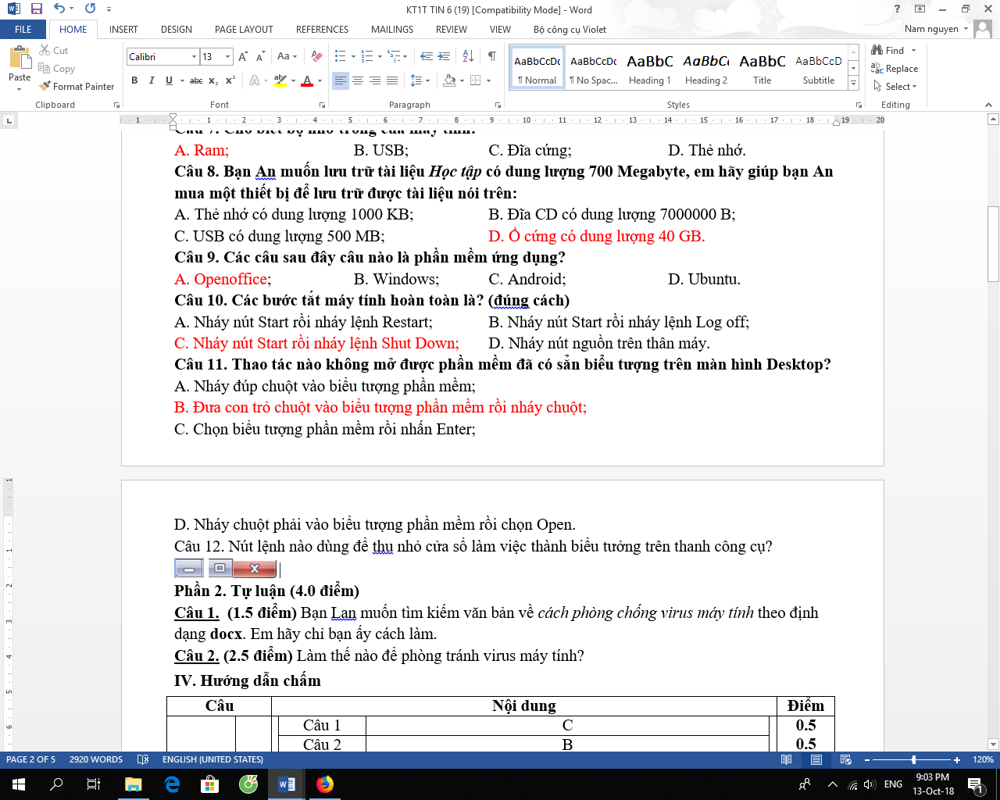 KT1T TIN 6 (19) [Compatibility Mode] - Word
FILE HOME INSERT DESIGN PAGE LAYOUT REFERENCES MAILINGS REVIEW VIEW Bộ công cụ Violet Nam nguyen
Paste Cut Copy Format Painter
Calibri 13
AaBbCcDc AaBbCcDc AaBbC AaBbCc AaBbC AaBbCcD
¶ Normal ¶ No Spac... Heading 1 Heading 2 Title Subtitle
Find Replace Select
Clipboard Font Paragraph Styles Editing
1 1 2 3 4 5 6 7 8 9 10 11 12 13 14 15 16 17 18 19 20
Câu 7. Cho biết bộ nhớ trong của máy tính?
A. Ram; B. USB; C. Đĩa cứng; D. Thẻ nhớ.
Câu 8. Bạn An muốn lưu trữ tài liệu Học tập có dung lượng 700 Megabyte, em hãy giúp bạn An
mua một thiết bị để lưu trữ được tài liệu nói trên:
A. Thẻ nhớ có dung lượng 1000 KB; B. Đĩa CD có dung lượng 7000000 B;
C. USB có dung lượng 500 MB; D. Ổ cứng có dung lượng 40 GB.
Câu 9. Các câu sau đây câu nào là phần mềm ứng dụng?
A. Openoffice; B. Windows; C. Android; D. Ubuntu.
Câu 10. Các bước tắt máy tính hoàn toàn là? (đúng cách)
A. Nháy nút Start rồi nháy lệnh Restart; B. Nháy nút Start rồi nháy lệnh Log off;
C. Nháy nút Start rồi nháy lệnh Shut Down; D. Nháy nút nguồn trên thân máy.
Câu 11. Thao tác nào không mở được phần mềm đã có sẳn biểu tượng trên màn hình Desktop?
A. Nháy đúp chuột vào biểu tượng phần mềm;
B. Đưa con trỏ chuột vào biểu tượng phần mềm rồi nháy chuột;
C. Chọn biểu tượng phần mềm rồi nhấn Enter;
D. Nháy chuột phải vào biểu tượng phần mềm rồi chọn Open.
Câu 12. Nút lệnh nào dùng để thu nhỏ cửa sổ làm việc thành biểu tưởng trên thanh công cụ?
Phần 2. Tự luận (4.0 điểm)
Câu 1. (1.5 điểm) Bạn Lan muốn tìm kiếm văn bản về cách phòng chống virus máy tính theo định
dạng docx. Em hãy chỉ bạn ấy cách làm.
Câu 2. (2.5 điểm) Làm thế nào để phòng tránh virus máy tính?
IV. Hướng dẫn chấm
Câu Nội dung Điểm
Câu 1 C 0.5
Câu 2 B 0.5
PAGE 2 OF 5 2920 WORDS ENGLISH (UNITED STATES) 120%
ENG 9:03 PM
13-Oct-18 1